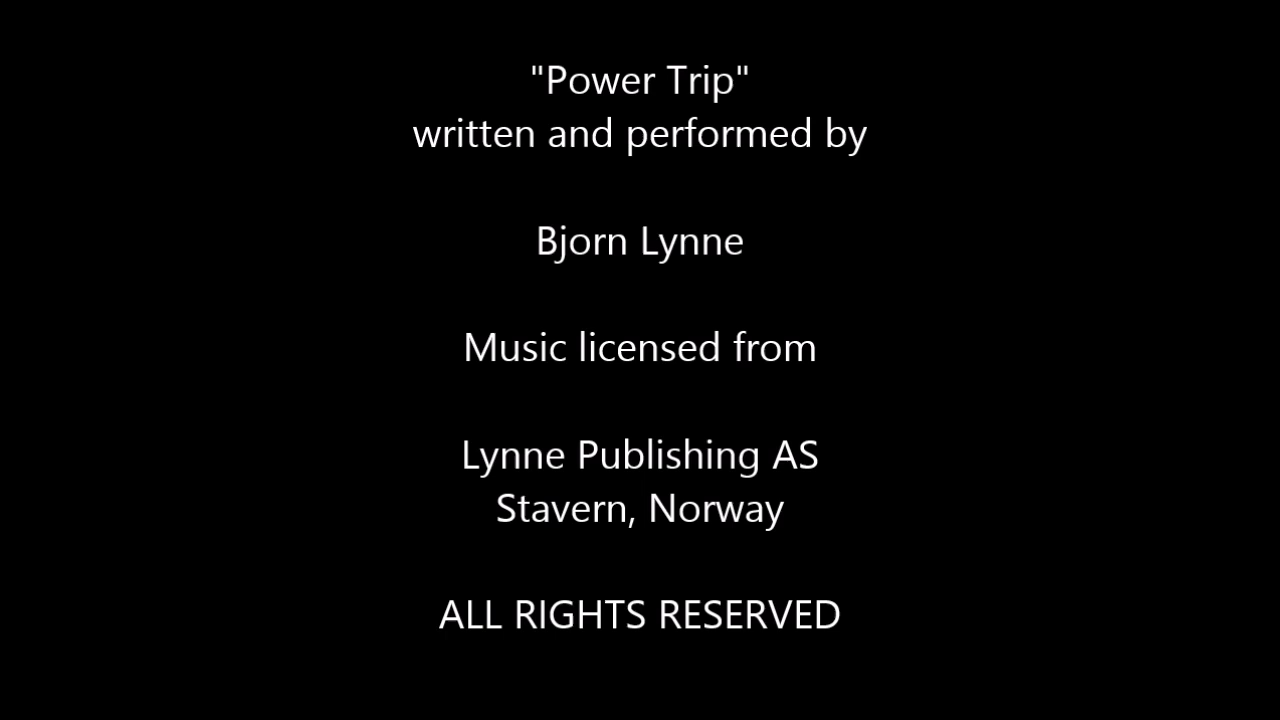 "Power Trip"
written and performed by
Bjorn Lynne
Music licensed from
Lynne Publishing AS
Stavern, Norway
ALL RIGHTS RESERVED